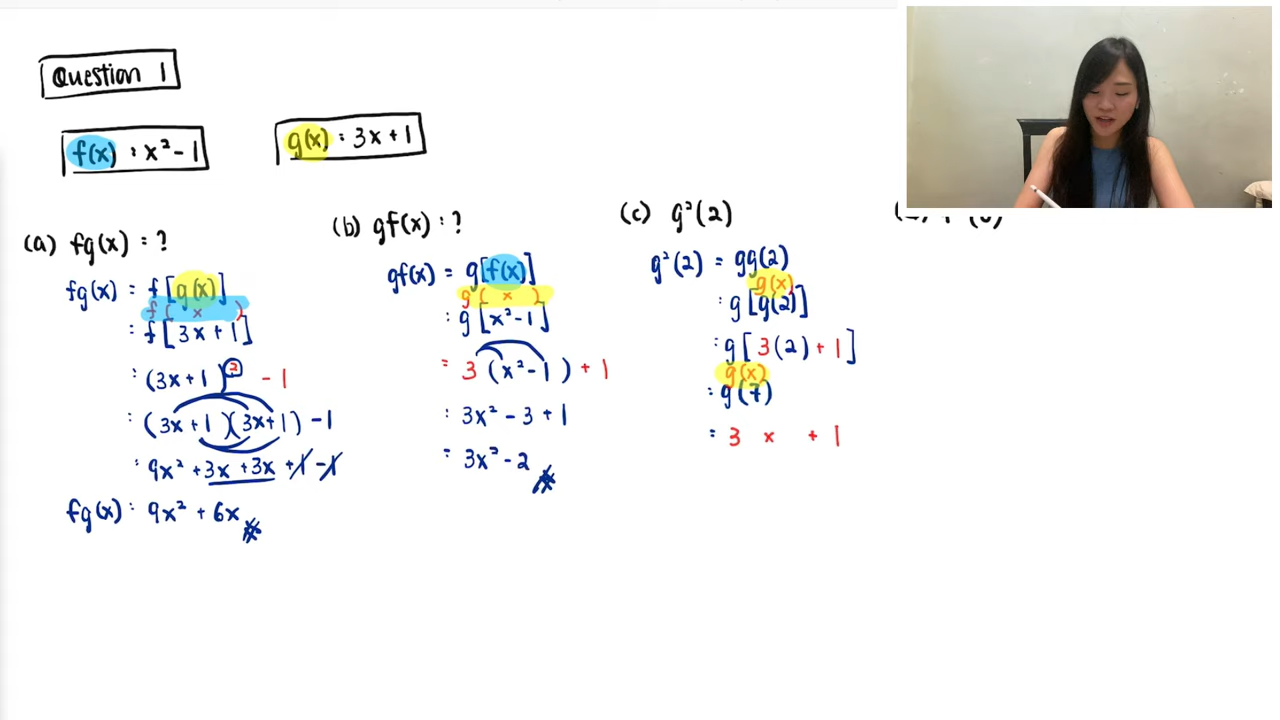 Question 1
f(x) : x² - 1
g(x) : 3x + 1
(a) fg(x) = ?
fg(x) = f[g(x)]
f( x )
: f[3x + 1]
: (3x + 1)² - 1
: (3x + 1)(3x + 1) - 1
: 9x² + 3x + 3x + 1 - 1
fg(x) : 9x² + 6x
(b) gf(x) : ?
gf(x) = g[f(x)]
g( x )
: g[x² - 1]
= 3(x² - 1) + 1
: 3x² - 3 + 1
= 3x² - 2
(c) g²(2)
g²(2) = gg(2)
g(x)
: g[g(2)]
: g[3(2) + 1]
g(x)
: g(7)
= 3 x + 1